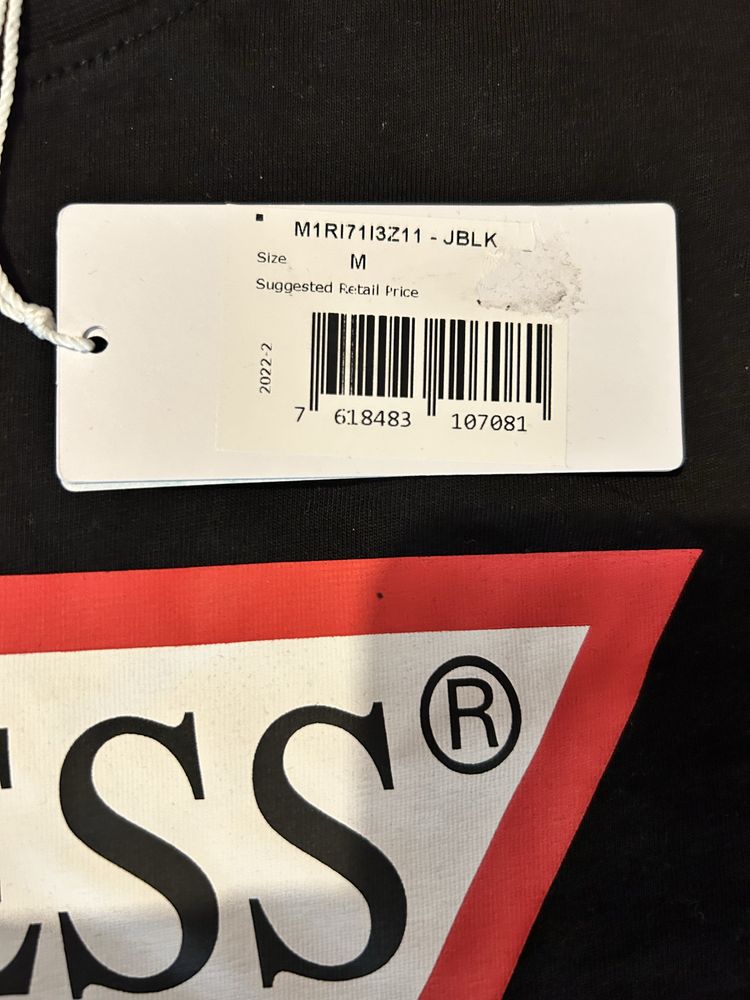 M1RI71I3Z11 - JBLK
Size M
Suggested Retail Price
2022-2
7 618483 107081
ESS®